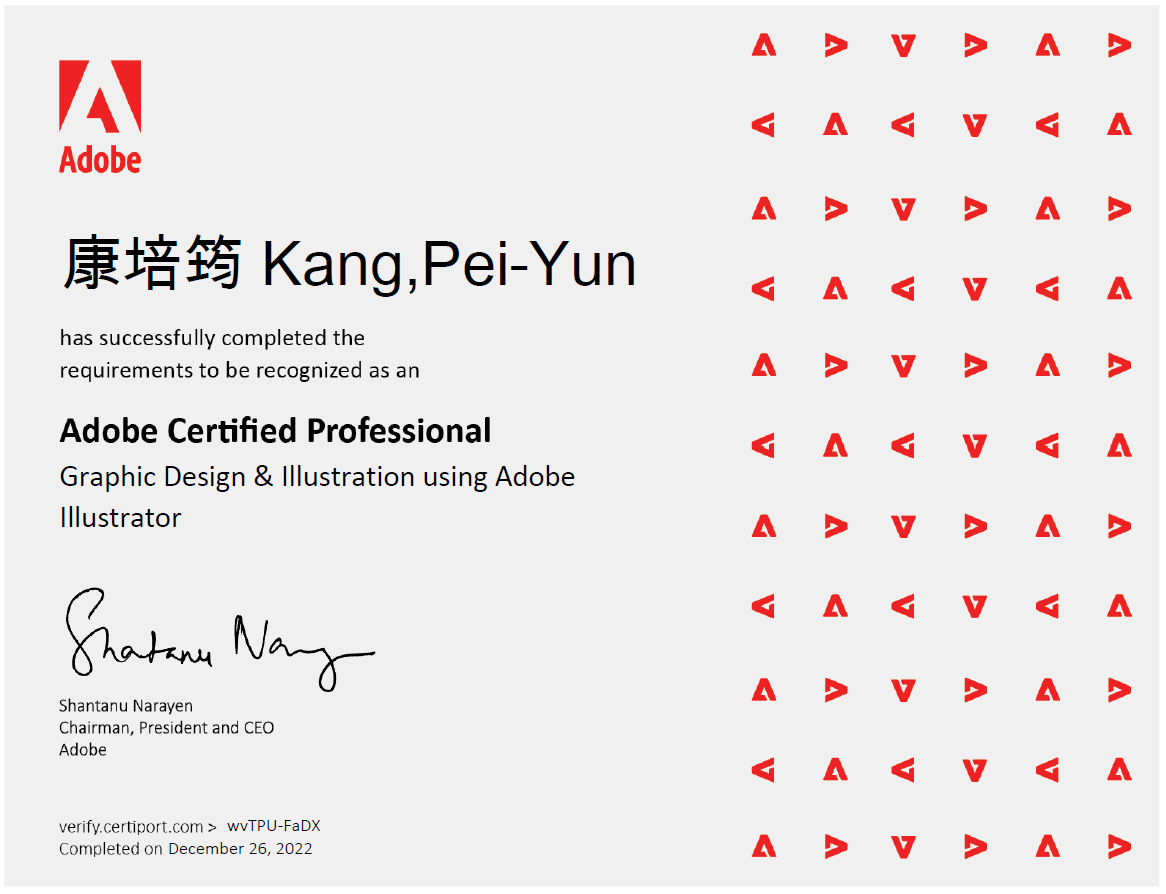 Adobe
康培筠 Kang,Pei-Yun
has successfully completed the
requirements to be recognized as an
Adobe Certified Professional
Graphic Design & Illustration using Adobe
Illustrator
Shantanu Narayen
Chairman, President and CEO
Adobe
verify.certiport.com > wvTPU-FaDX
Completed on December 26, 2022